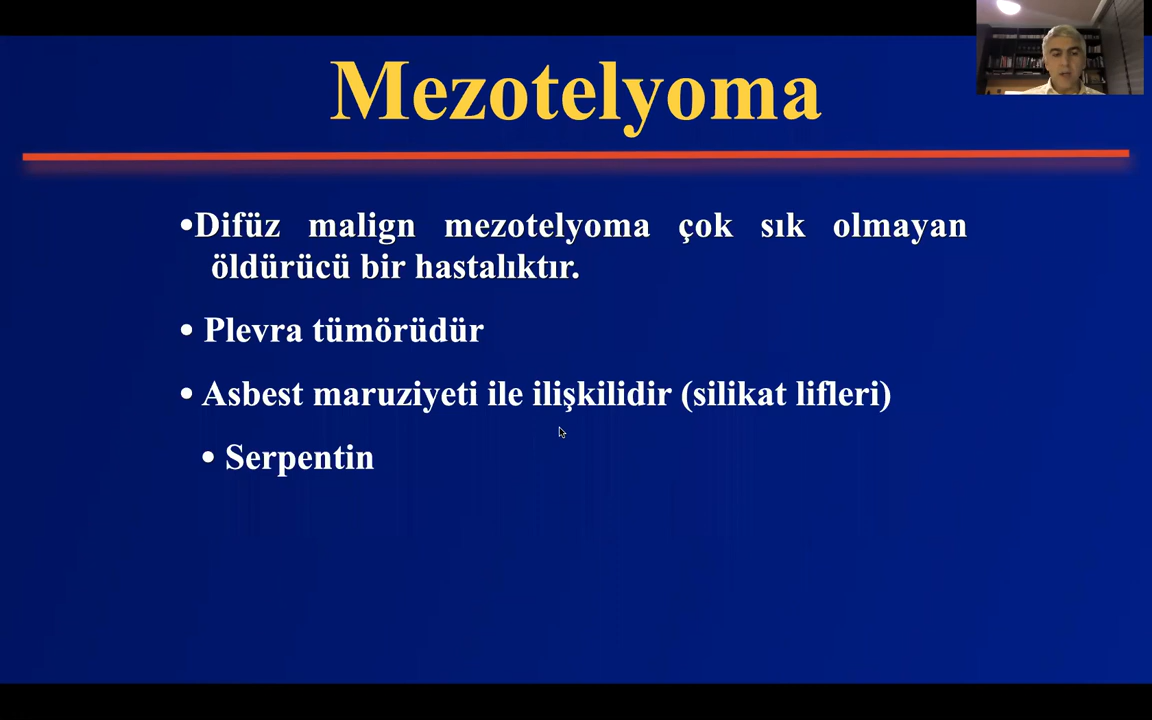 Mezotelyoma
•Difüz malign mezotelyoma çok sık olmayan
öldürücü bir hastalıktır.
• Plevra tümörüdür
• Asbest maruziyeti ile ilişkilidir (silikat lifleri)
• Serpentin